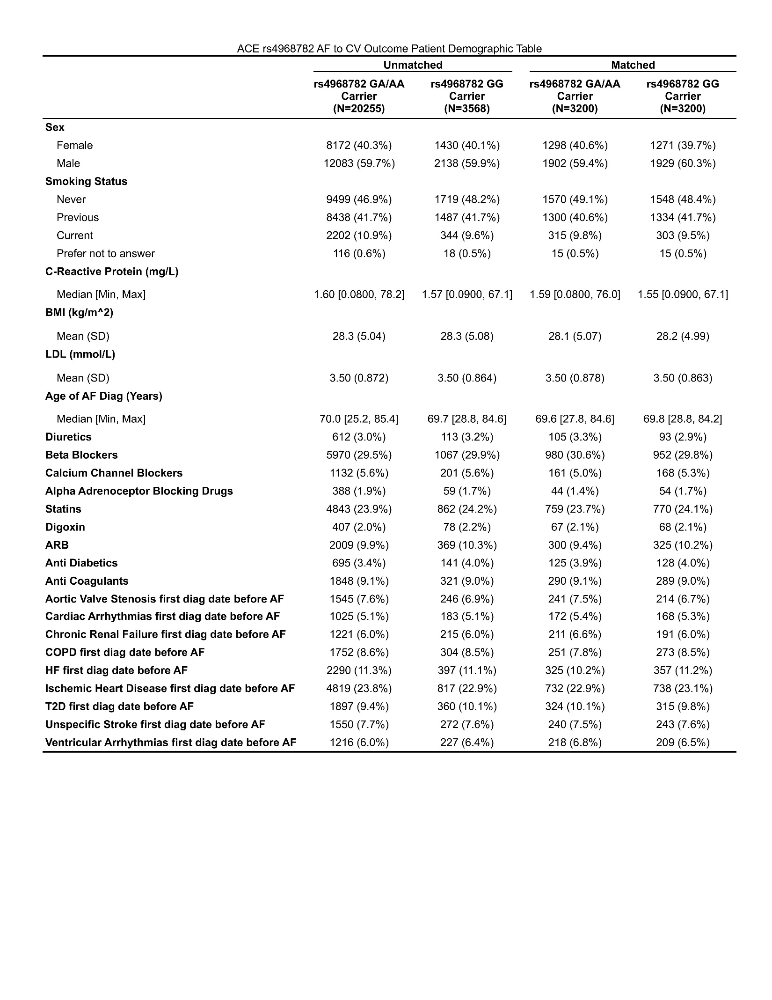 ACE rs4968782 AF to CV Outcome Patient Demographic Table
Unmatched Matched
rs4968782 GA/AA rs4968782 GG rs4968782 GA/AA rs4968782 GG
Carrier Carrier Carrier Carrier
(N=20255) (N=3568) (N=3200) (N=3200)
Sex
Female 8172 (40.3%) 1430 (40.1%) 1298 (40.6%) 1271 (39.7%)
Male 12083 (59.7%) 2138 (59.9%) 1902 (59.4%) 1929 (60.3%)
Smoking Status
Never 9499 (46.9%) 1719 (48.2%) 1570 (49.1%) 1548 (48.4%)
Previous 8438 (41.7%) 1487 (41.7%) 1300 (40.6%) 1334 (41.7%)
Current 2202 (10.9%) 344 (9.6%) 315 (9.8%) 303 (9.5%)
Prefer not to answer 116 (0.6%) 18 (0.5%) 15 (0.5%) 15 (0.5%)
C-Reactive Protein (mg/L)
Median [Min, Max] 1.60 [0.0800, 78.2] 1.57 [0.0900, 67.1] 1.59 [0.0800, 76.0] 1.55 [0.0900, 67.1]
BMI (kg/m^2)
Mean (SD) 28.3 (5.04) 28.3 (5.08) 28.1 (5.07) 28.2 (4.99)
LDL (mmol/L)
Mean (SD) 3.50 (0.872) 3.50 (0.864) 3.50 (0.878) 3.50 (0.863)
Age of AF Diag (Years)
Median [Min, Max] 70.0 [25.2, 85.4] 69.7 [28.8, 84.6] 69.6 [27.8, 84.6] 69.8 [28.8, 84.2]
Diuretics 612 (3.0%) 113 (3.2%) 105 (3.3%) 93 (2.9%)
Beta Blockers 5970 (29.5%) 1067 (29.9%) 980 (30.6%) 952 (29.8%)
Calcium Channel Blockers 1132 (5.6%) 201 (5.6%) 161 (5.0%) 168 (5.3%)
Alpha Adrenoceptor Blocking Drugs 388 (1.9%) 59 (1.7%) 44 (1.4%) 54 (1.7%)
Statins 4843 (23.9%) 862 (24.2%) 759 (23.7%) 770 (24.1%)
Digoxin 407 (2.0%) 78 (2.2%) 67 (2.1%) 68 (2.1%)
ARB 2009 (9.9%) 369 (10.3%) 300 (9.4%) 325 (10.2%)
Anti Diabetics 695 (3.4%) 141 (4.0%) 125 (3.9%) 128 (4.0%)
Anti Coagulants 1848 (9.1%) 321 (9.0%) 290 (9.1%) 289 (9.0%)
Aortic Valve Stenosis first diag date before AF 1545 (7.6%) 246 (6.9%) 241 (7.5%) 214 (6.7%)
Cardiac Arrhythmias first diag date before AF 1025 (5.1%) 183 (5.1%) 172 (5.4%) 168 (5.3%)
Chronic Renal Failure first diag date before AF 1221 (6.0%) 215 (6.0%) 211 (6.6%) 191 (6.0%)
COPD first diag date before AF 1752 (8.6%) 304 (8.5%) 251 (7.8%) 273 (8.5%)
HF first diag date before AF 2290 (11.3%) 397 (11.1%) 325 (10.2%) 357 (11.2%)
Ischemic Heart Disease first diag date before AF 4819 (23.8%) 817 (22.9%) 732 (22.9%) 738 (23.1%)
T2D first diag date before AF 1897 (9.4%) 360 (10.1%) 324 (10.1%) 315 (9.8%)
Unspecific Stroke first diag date before AF 1550 (7.7%) 272 (7.6%) 240 (7.5%) 243 (7.6%)
Ventricular Arrhythmias first diag date before AF 1216 (6.0%) 227 (6.4%) 218 (6.8%) 209 (6.5%)